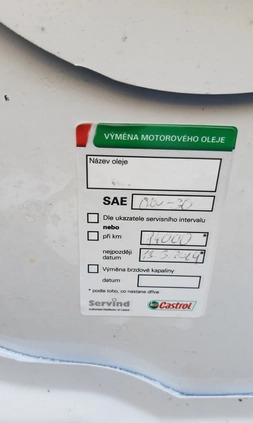 VÝMĚNA MOTOROVÉHO OLEJE
Název oleje
SAE
Dle ukazatele servisního intervalu
nebo
při km
nejpozději
datum
Výměna brzdové kapaliny
datum
* podle toho, co nastane dříve
Servind
Castrol